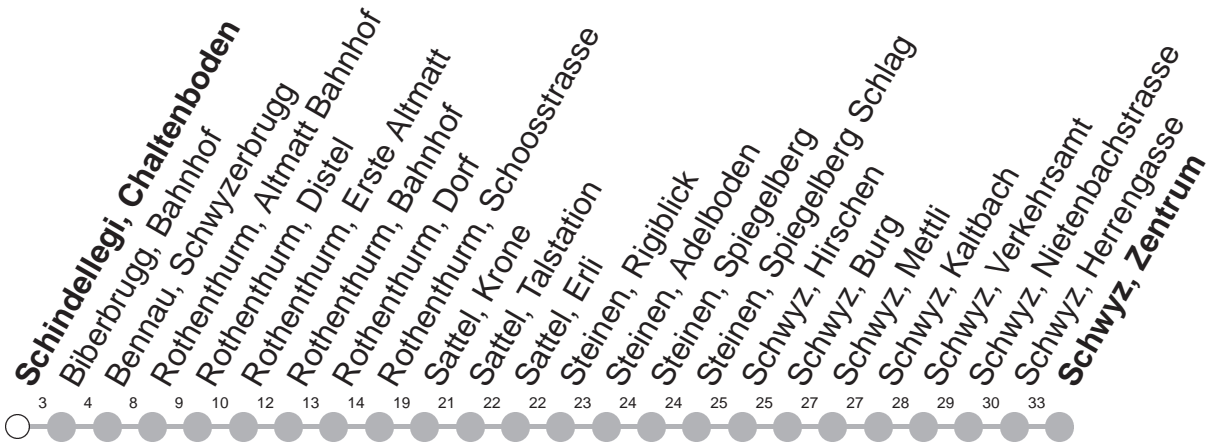 Schindellegi, Chaltenboden
Biberbrugg, Bahnhof
Bennau, Schwyzerbrugg
Rothenthurm, Altmatt Bahnhof
Rothenthurm, Distel
Rothenthurm, Erste Altmatt
Rothenthurm, Bahnhof
Rothenthurm, Dorf
Rothenthurm, Schoosstrasse
Sattel, Krone
Sattel, Talstation
Sattel, Erli
Steinen, Rigiblick
Steinen, Adelboden
Steinen, Spiegelberg
Steinen, Spiegelberg Schlag
Schwyz, Hirschen
Schwyz, Burg
Schwyz, Mettli
Schwyz, Kaltbach
Schwyz, Verkehrsamt
Schwyz, Nietenbachstrasse
Schwyz, Herrengasse
Schwyz, Zentrum
3 4 8 9 10 12 13 14 19 21 22 22 23 24 24 25 25 27 27 28 29 30 33